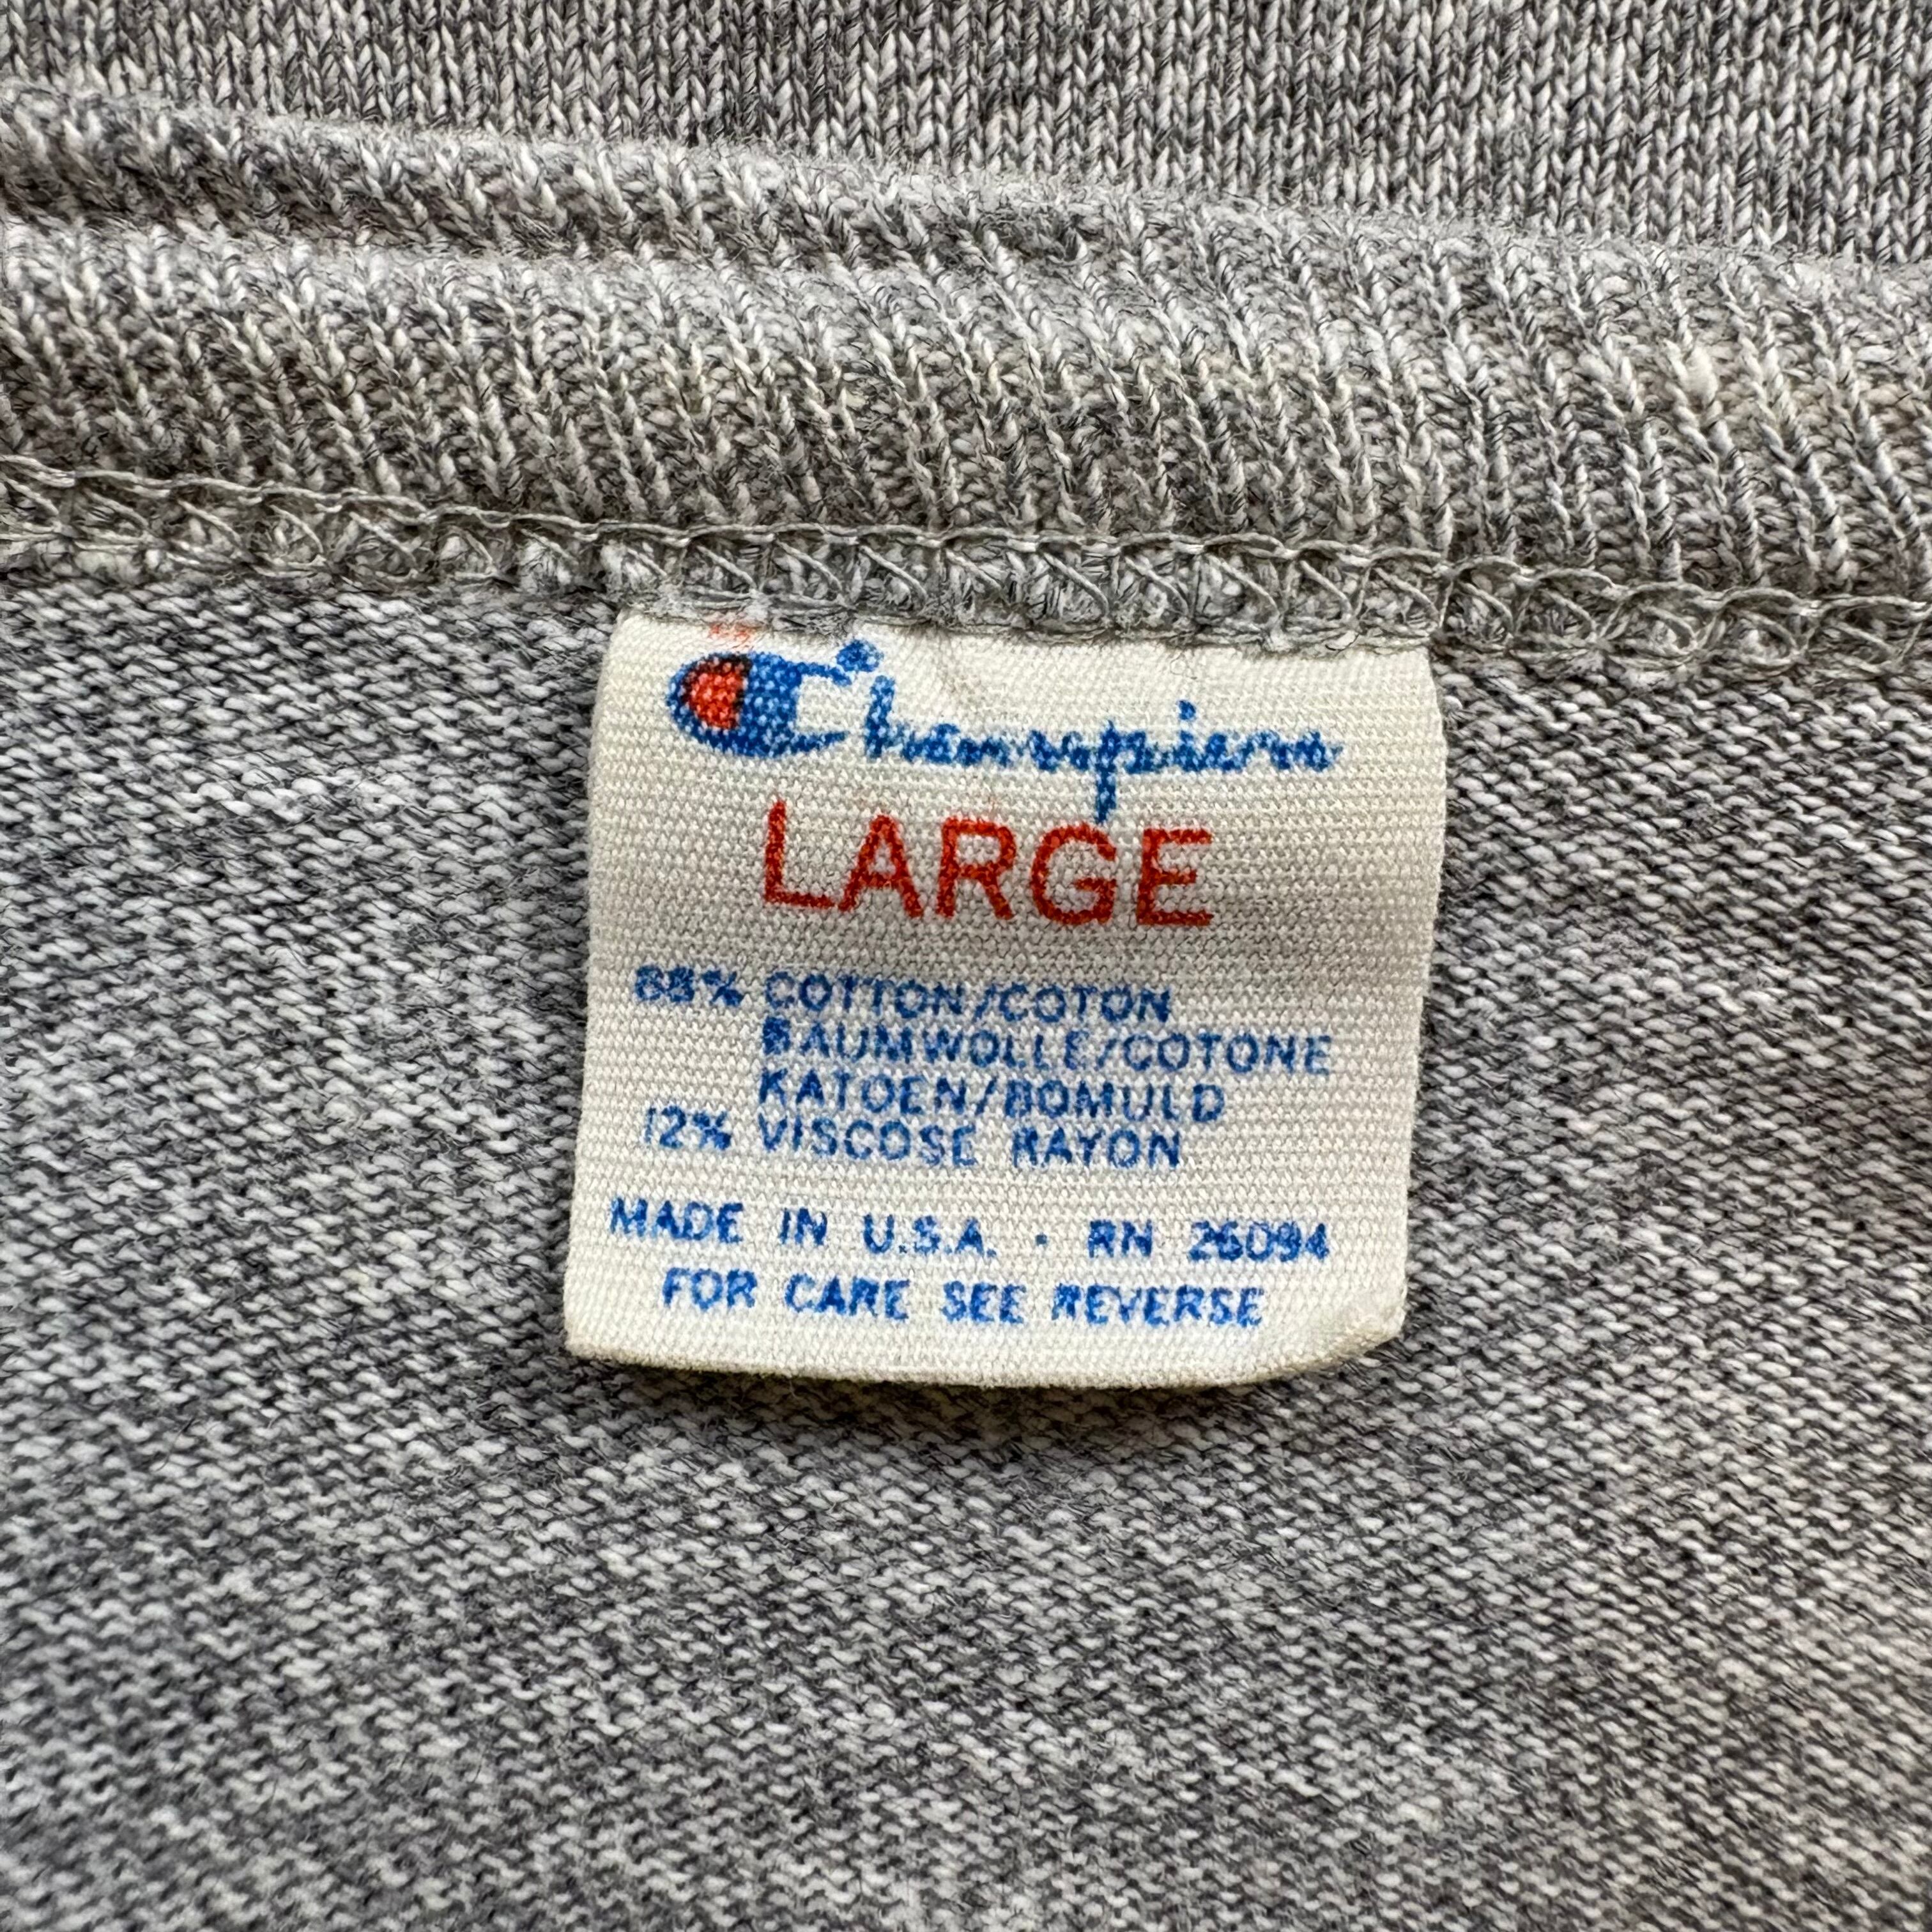 Champion
LARGE
88% COTTON/COTON
BAUMWOLLE/COTONE
KATOEN/BOMULD
12% VISCOSE RAYON
MADE IN U.S.A. · RN 26094
FOR CARE SEE REVERSE